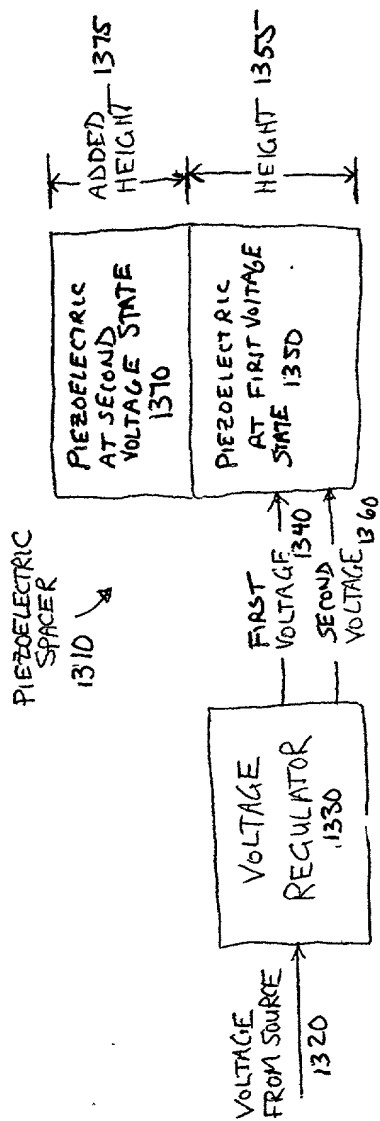 PIEZOELECTRIC
SPACER
1310
VOLTAGE
FROM SOURCE
1320
VOLTAGE
REGULATOR
1330
FIRST
VOLTAGE
1340
SECOND
VOLTAGE 1360
PIEZOELECTRIC
AT SECOND
VOLTAGE STATE
1370
PIEZOELECTRIC
AT FIRST VOLTAGE
STATE 1350
ADDED
HEIGHT 1375
HEIGHT 1355